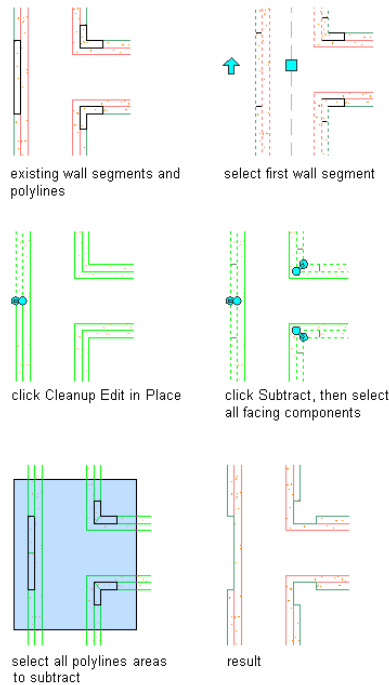 existing wall segments and
polylines
select first wall segment
click Cleanup Edit in Place
click Subtract, then select
all facing components
select all polylines areas
to subtract
result